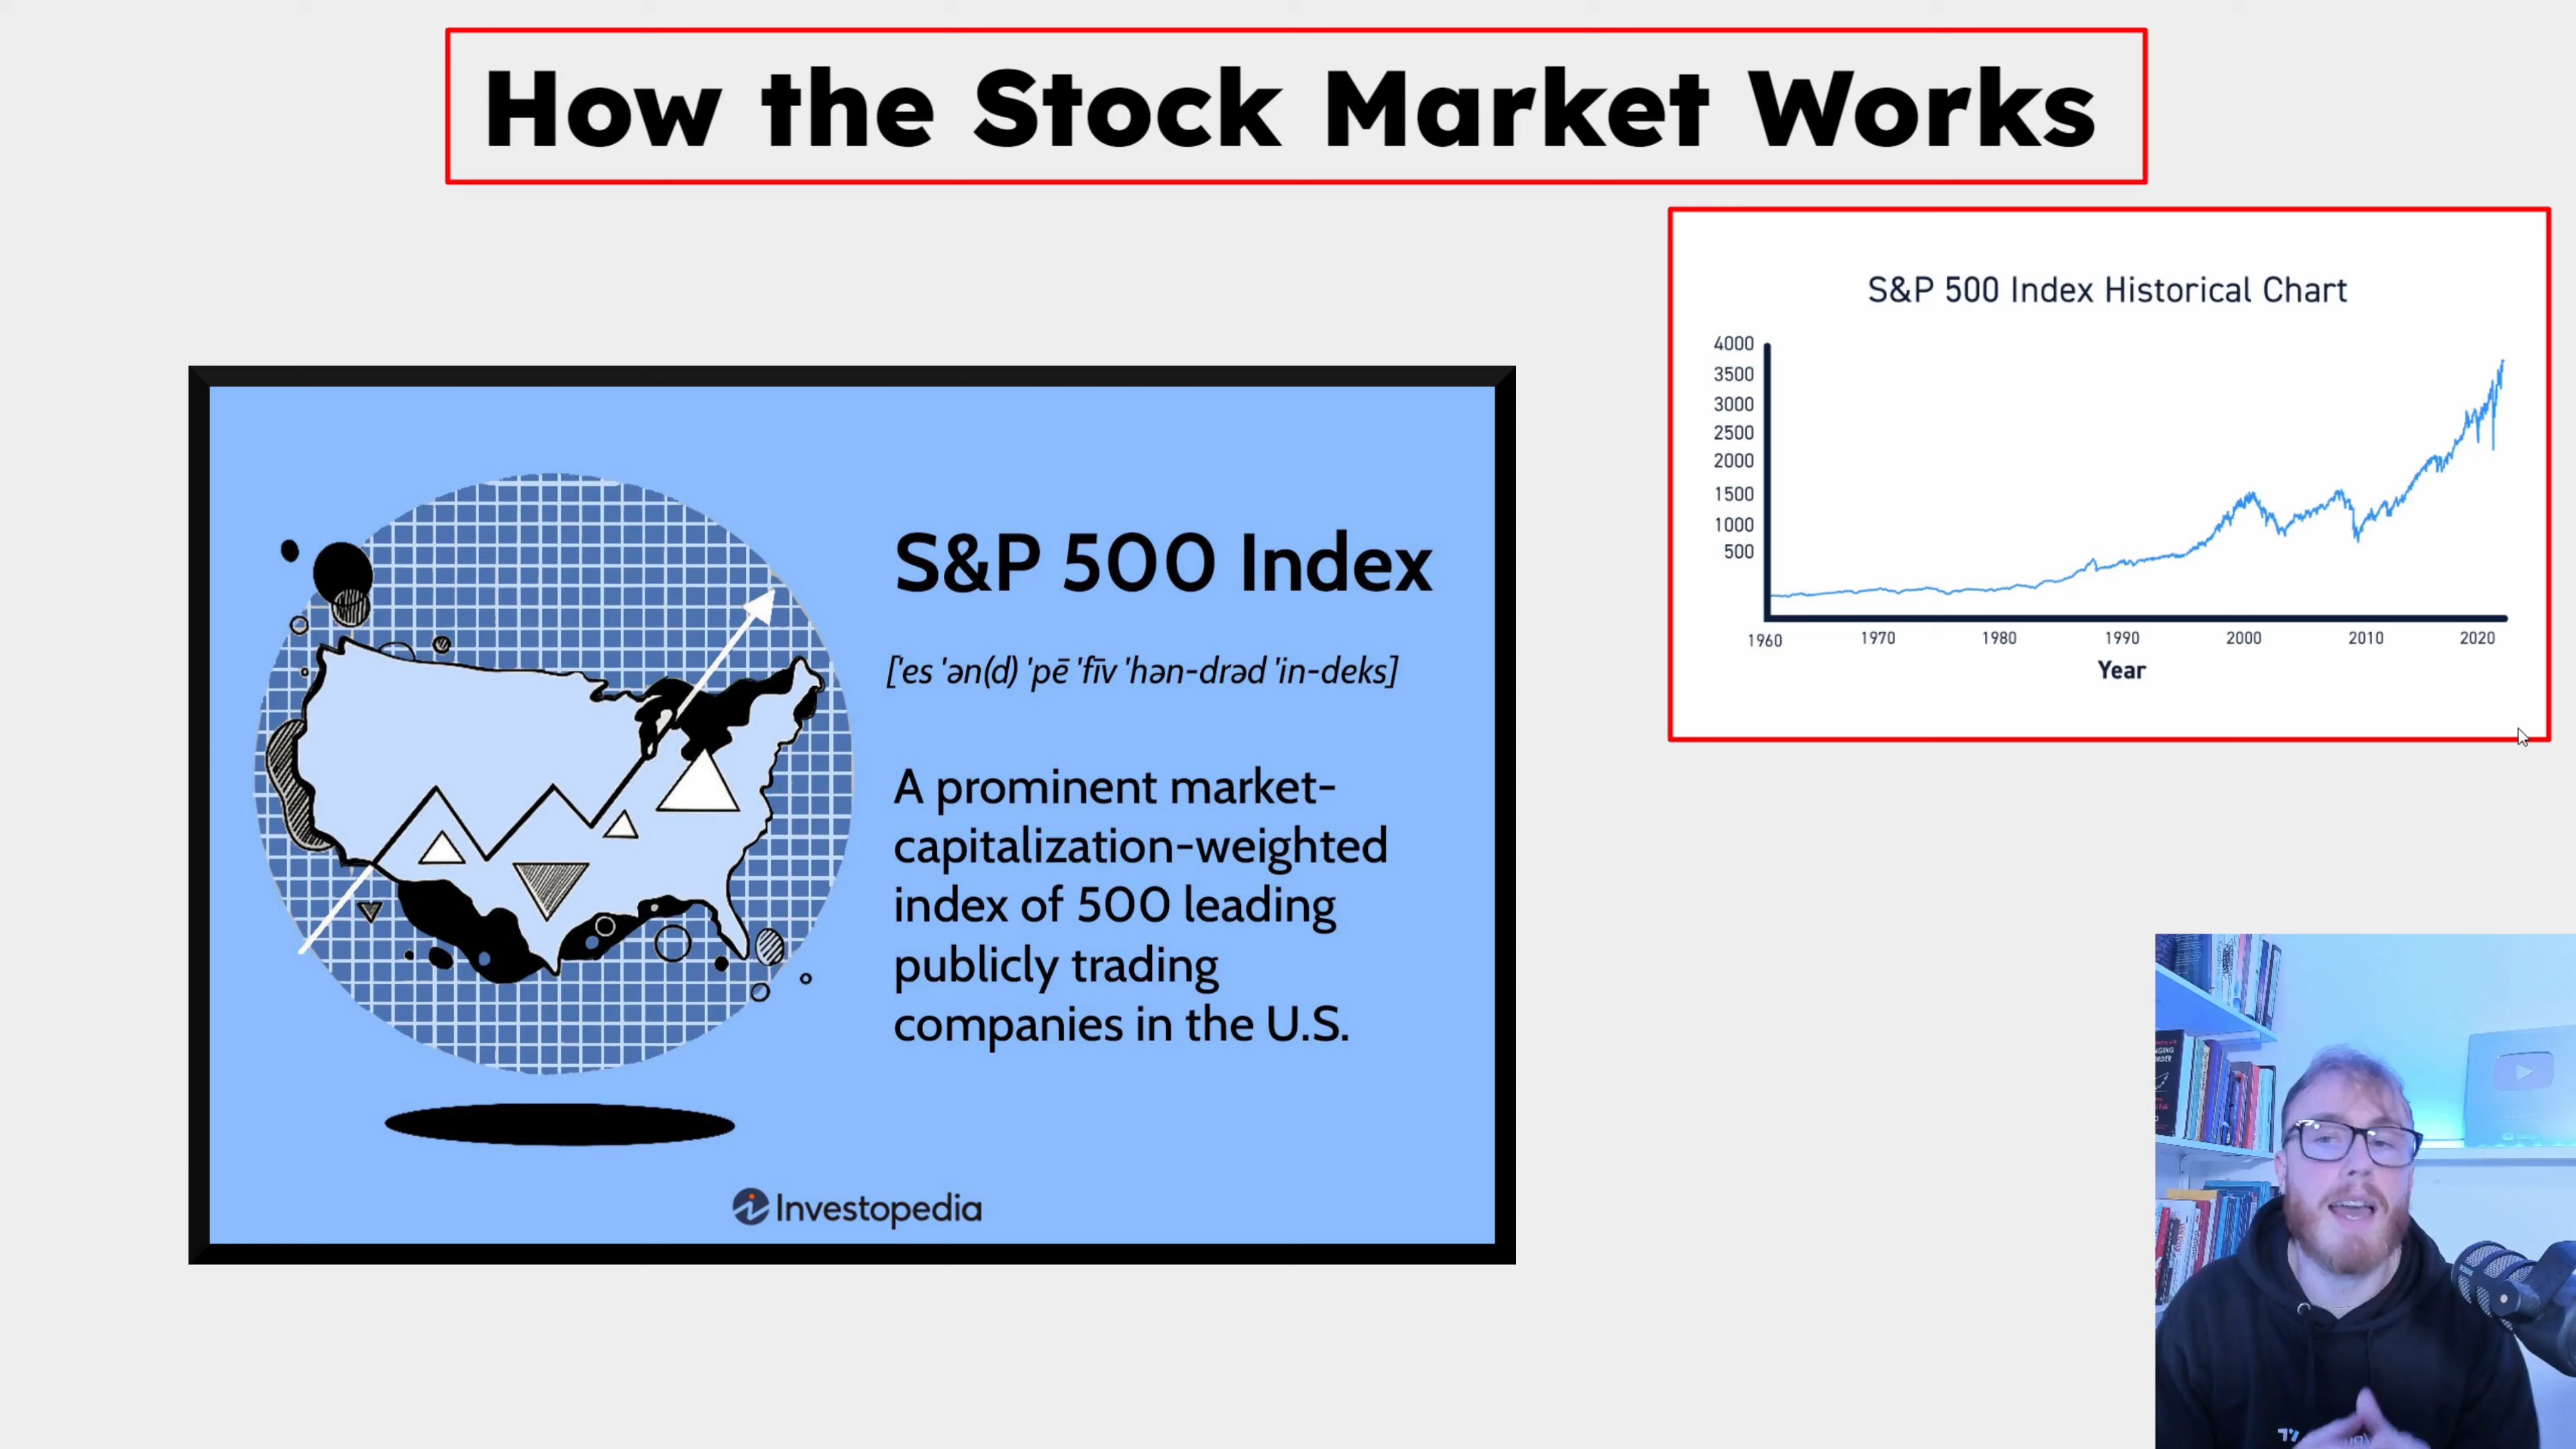 How the Stock Market Works
S&P 500 Index Historical Chart
4000
3500
3000
2500
2000
1500
1000
500
1960 1970 1980 1990 2000 2010 2020
Year
S&P 500 Index
['es 'ən(d) 'pē 'fīv 'hən-drəd 'in-deks]
A prominent market-
capitalization-weighted
index of 500 leading
publicly trading
companies in the U.S.
Investopedia